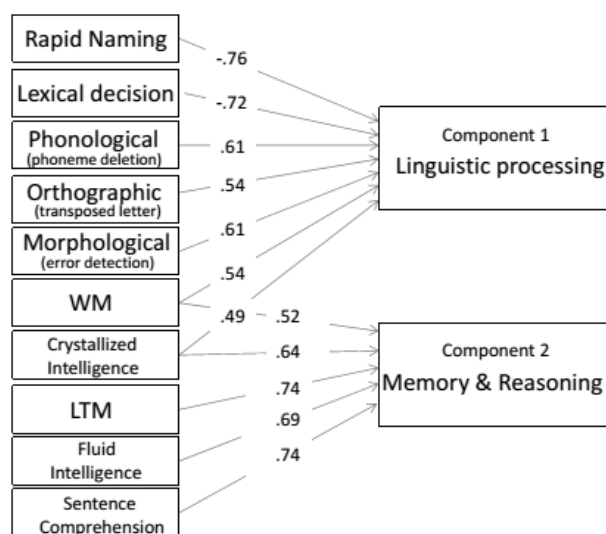 Rapid Naming
-.76
Lexical decision
-.72
Phonological
(phoneme deletion)
.61
Orthographic
(transposed letter)
.54
Morphological
(error detection)
.61
WM
.54
.52
Crystallized
Intelligence
.49
.64
LTM
.74
Fluid
Intelligence
.69
Sentence
Comprehension
.74
Component 1
Linguistic processing
Component 2
Memory & Reasoning